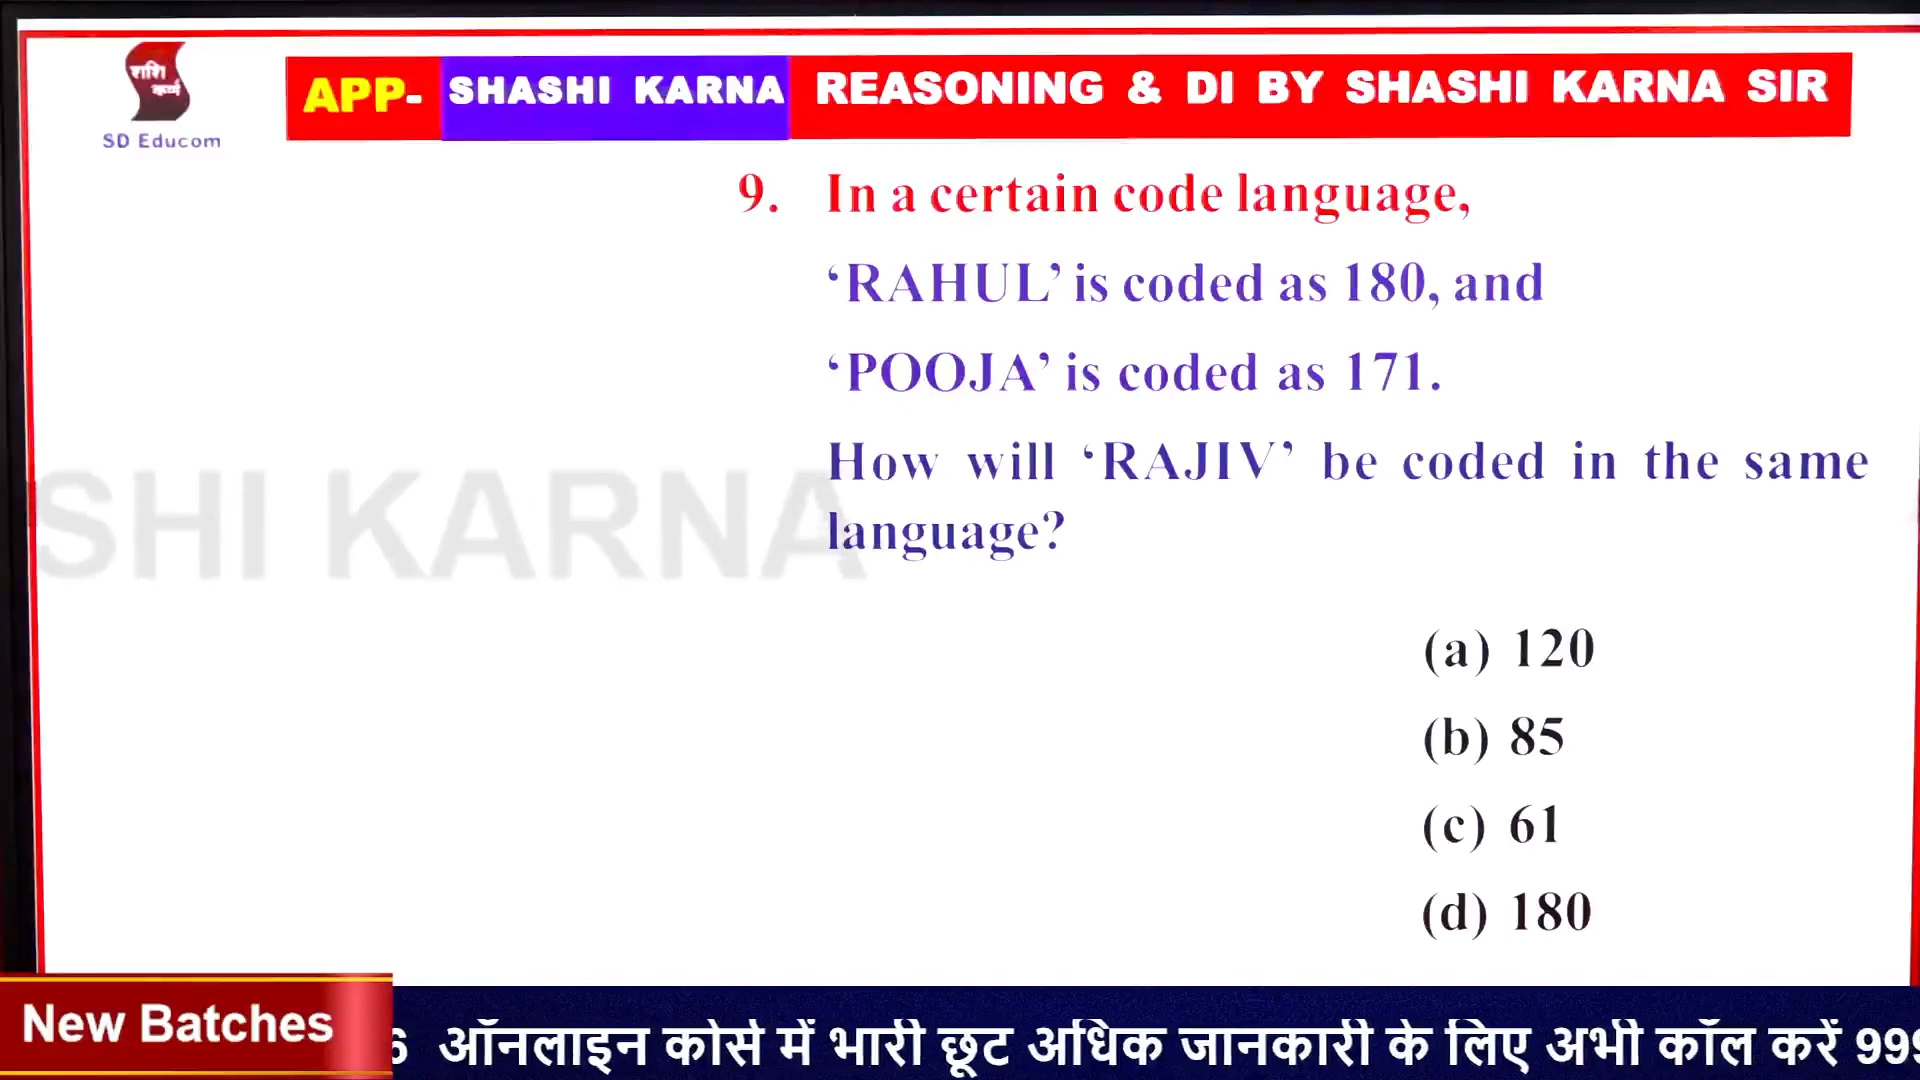 शशि
कर्ण
SD Educom
APP- SHASHI KARNA REASONING & DI BY SHASHI KARNA SIR
9. In a certain code language,
‘RAHUL’ is coded as 180, and
‘POOJA’ is coded as 171.
How will ‘RAJIV’ be coded in the same
language?
SHI KARNA
(a) 120
(b) 85
(c) 61
(d) 180
New Batches
6 ऑनलाइन कोर्स में भारी छूट अधिक जानकारी के लिए अभी कॉल करें 999